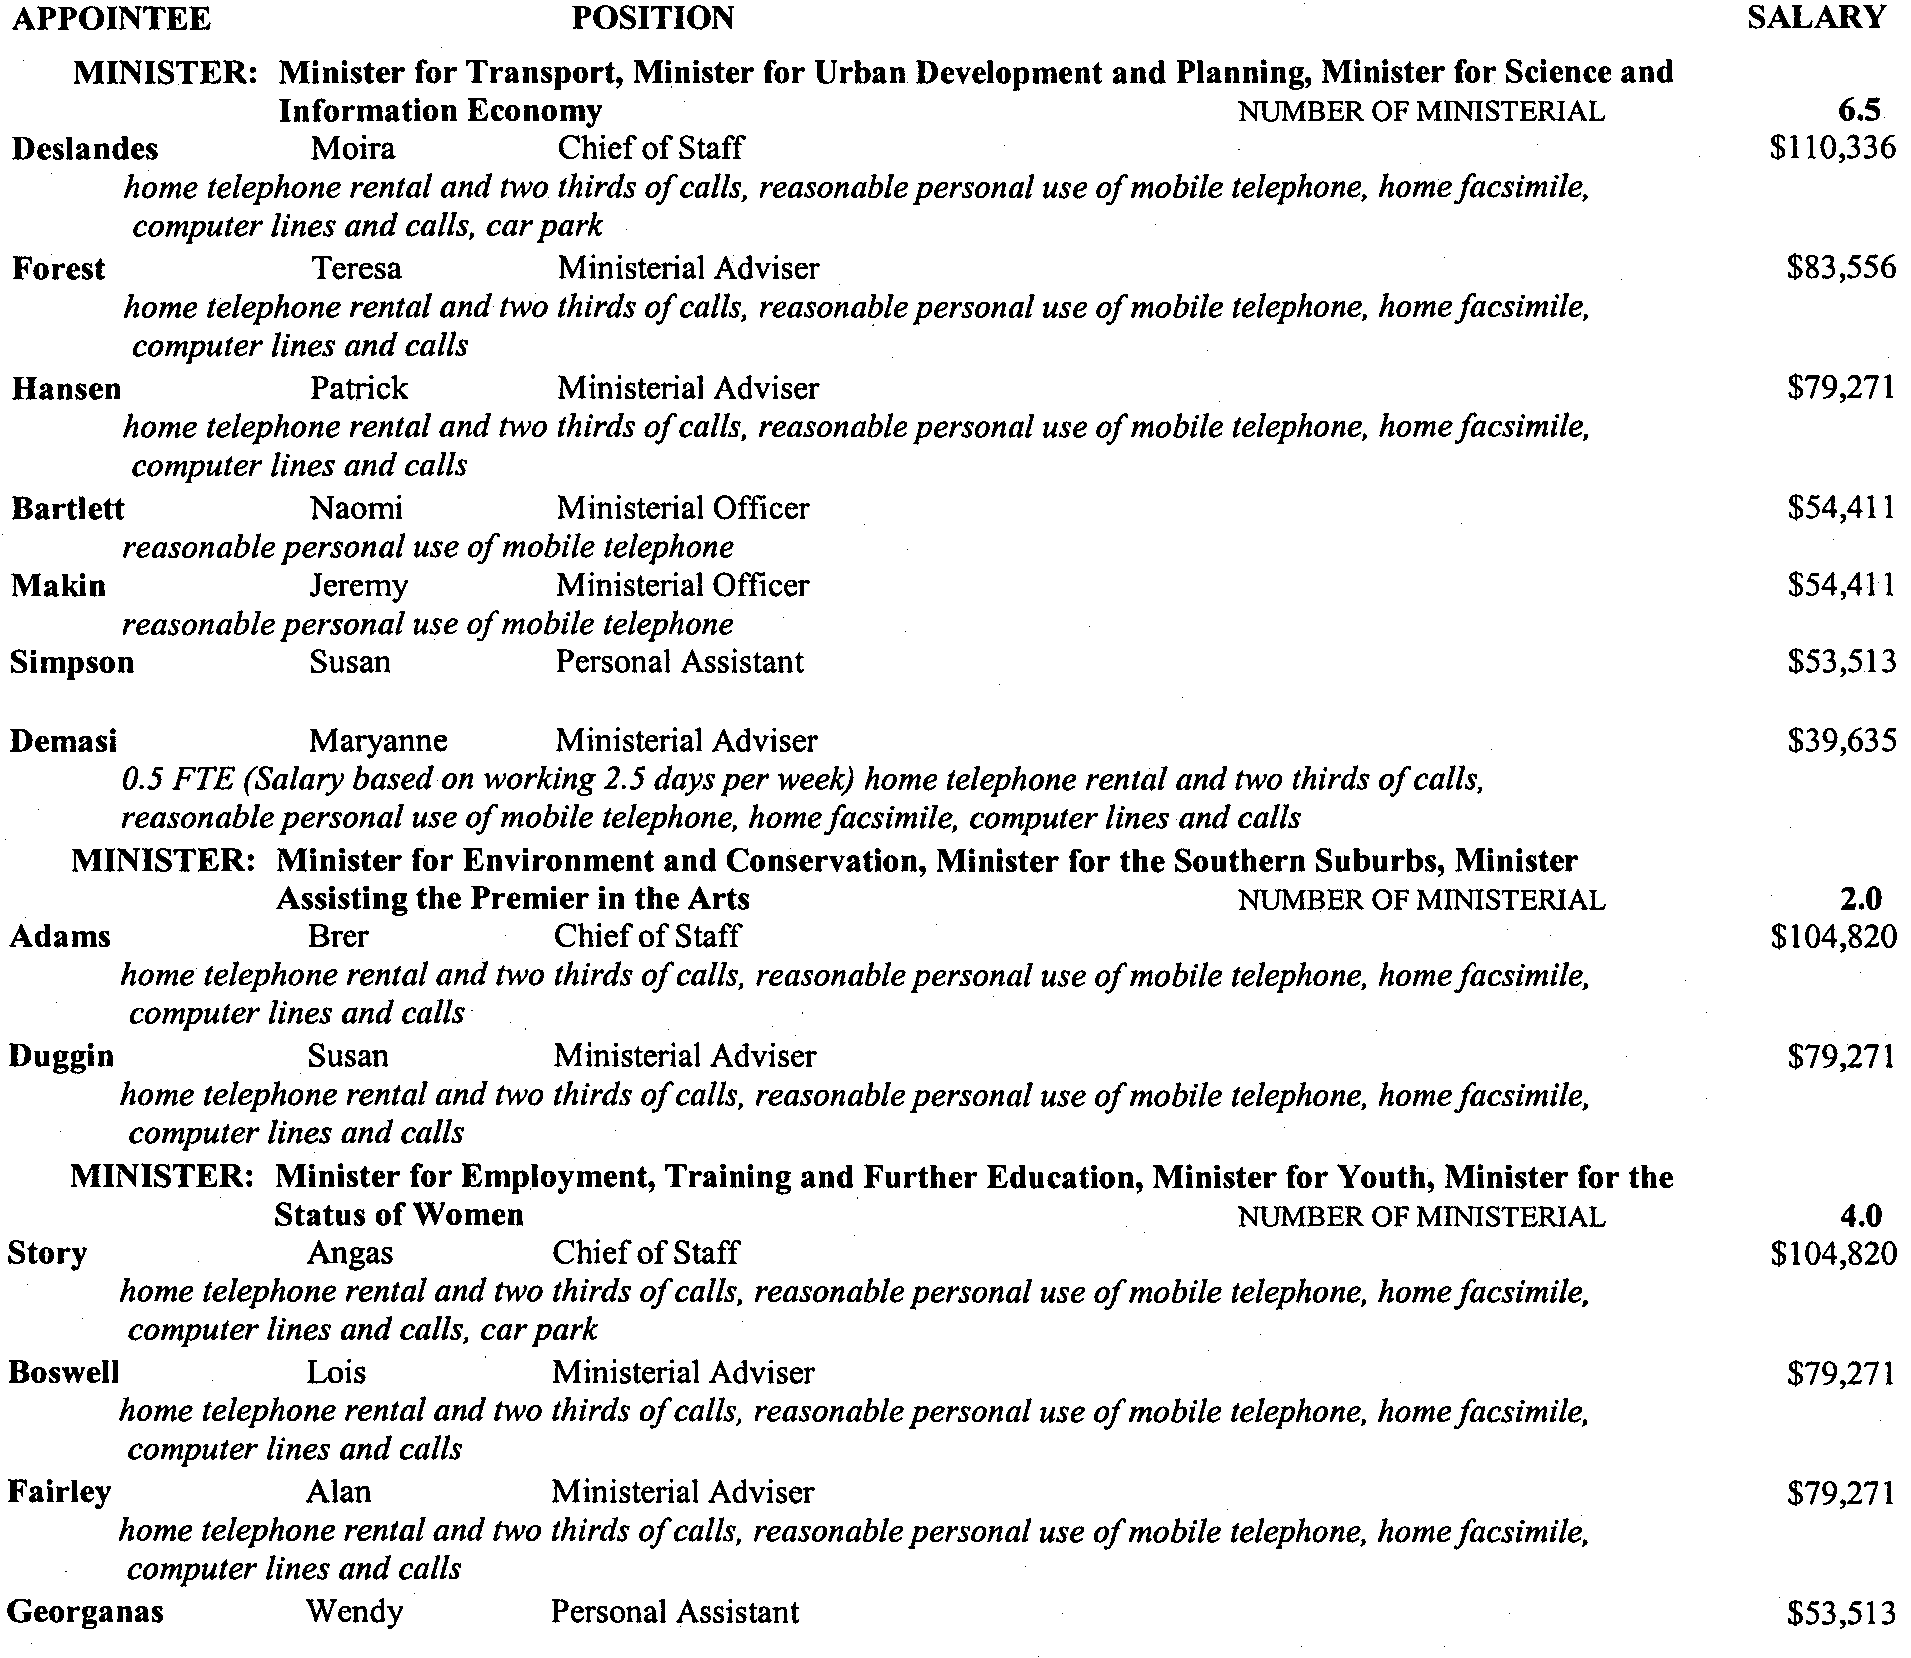 APPOINTEE POSITION SALARY
MINISTER: Minister for Transport, Minister for Urban Development and Planning, Minister for Science and
Information Economy NUMBER OF MINISTERIAL 6.5
Deslandes Moira Chief of Staff $110,336
home telephone rental and two thirds of calls, reasonable personal use of mobile telephone, home facsimile,
computer lines and calls, car park
Forest Teresa Ministerial Adviser $83,556
home telephone rental and two thirds of calls, reasonable personal use of mobile telephone, home facsimile,
computer lines and calls
Hansen Patrick Ministerial Adviser $79,271
home telephone rental and two thirds of calls, reasonable personal use of mobile telephone, home facsimile,
computer lines and calls
Bartlett Naomi Ministerial Officer $54,411
reasonable personal use of mobile telephone
Makin Jeremy Ministerial Officer $54,411
reasonable personal use of mobile telephone
Simpson Susan Personal Assistant $53,513
Demasi Maryanne Ministerial Adviser $39,635
0.5 FTE (Salary based on working 2.5 days per week) home telephone rental and two thirds of calls,
reasonable personal use of mobile telephone, home facsimile, computer lines and calls
MINISTER: Minister for Environment and Conservation, Minister for the Southern Suburbs, Minister
Assisting the Premier in the Arts NUMBER OF MINISTERIAL 2.0
Adams Brer Chief of Staff $104,820
home telephone rental and two thirds of calls, reasonable personal use of mobile telephone, home facsimile,
computer lines and calls
Duggin Susan Ministerial Adviser $79,271
home telephone rental and two thirds of calls, reasonable personal use of mobile telephone, home facsimile,
computer lines and calls
MINISTER: Minister for Employment, Training and Further Education, Minister for Youth, Minister for the
Status of Women NUMBER OF MINISTERIAL 4.0
Story Angas Chief of Staff $104,820
home telephone rental and two thirds of calls, reasonable personal use of mobile telephone, home facsimile,
computer lines and calls, car park
Boswell Lois Ministerial Adviser $79,271
home telephone rental and two thirds of calls, reasonable personal use of mobile telephone, home facsimile,
computer lines and calls
Fairley Alan Ministerial Adviser $79,271
home telephone rental and two thirds of calls, reasonable personal use of mobile telephone, home facsimile,
computer lines and calls
Georganas Wendy Personal Assistant $53,513